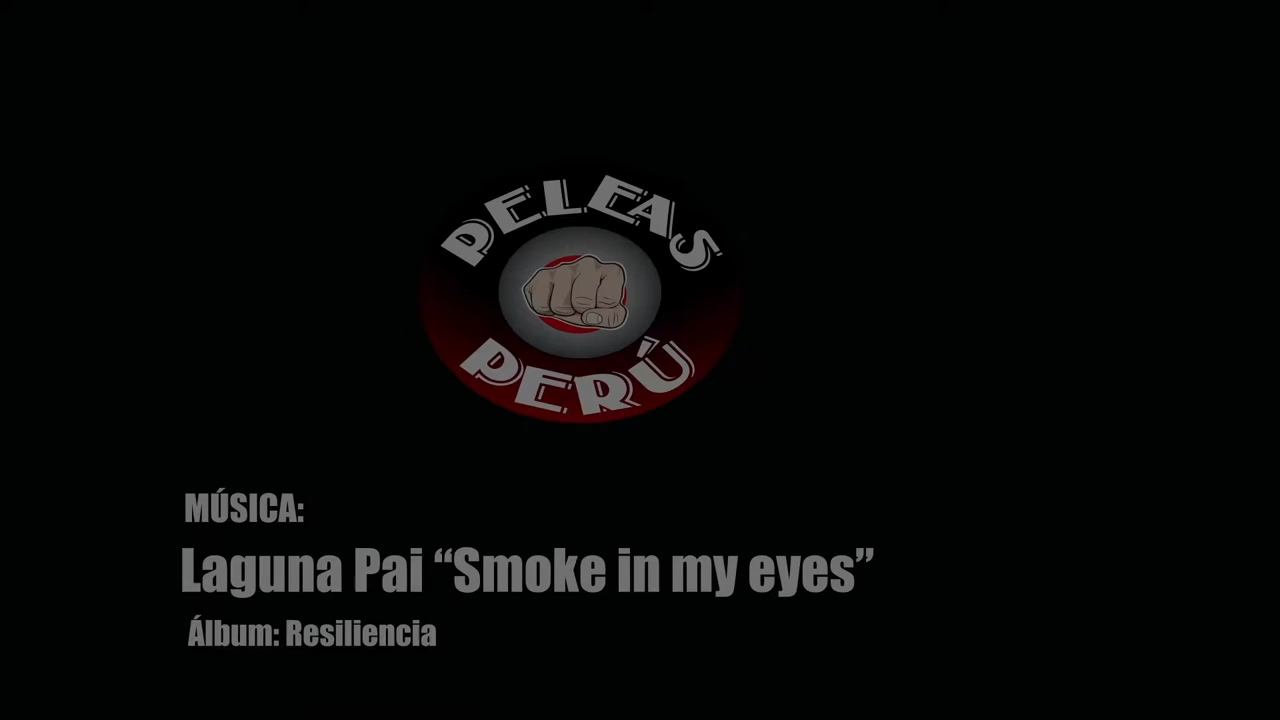 PELEAS
PERÚ
MÚSICA:
Laguna Pai “Smoke in my eyes”
Álbum: Resiliencia